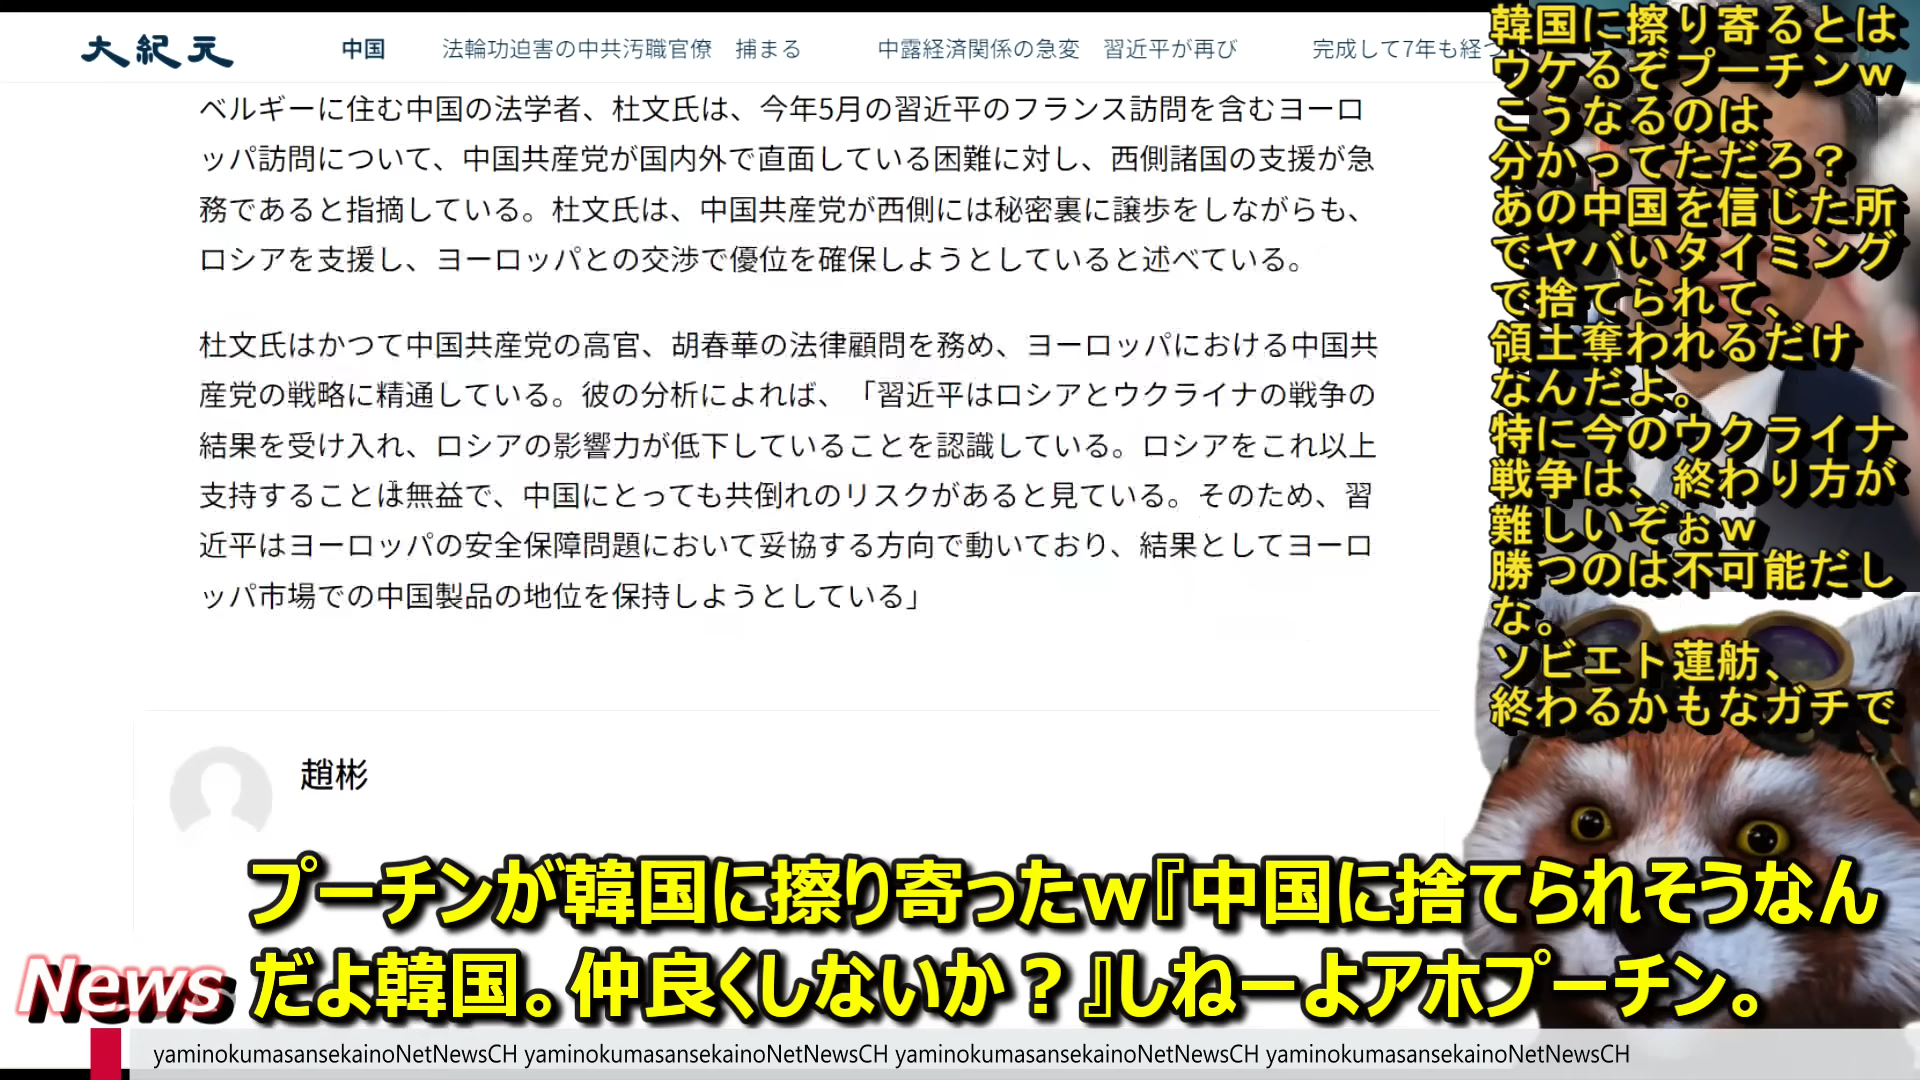 大紀元
中国 法輪功迫害の中共汚職官僚 捕まる 中露経済関係の急変 習近平が再び 完成して7年も経つ
ベルギーに住む中国の法学者、杜文氏は、今年5月の習近平のフランス訪問を含むヨーロ
ッパ訪問について、中国共産党が国内外で直面している困難に対し、西側諸国の支援が急
務であると指摘している。杜文氏は、中国共産党が西側には秘密裏に譲歩をしながらも、
ロシアを支援し、ヨーロッパとの交渉で優位を確保しようとしていると述べている。
杜文氏はかつて中国共産党の高官、胡春華の法律顧問を務め、ヨーロッパにおける中国共
産党の戦略に精通している。彼の分析によれば、「習近平はロシアとウクライナの戦争の
結果を受け入れ、ロシアの影響力が低下していることを認識している。ロシアをこれ以上
支持することは無益で、中国にとっても共倒れのリスクがあると見ている。そのため、習
近平はヨーロッパの安全保障問題において妥協する方向で動いており、結果としてヨーロ
ッパ市場での中国製品の地位を保持しようとしている」
趙彬
韓国に擦り寄るとは
ウケるぞプーチンｗ
こうなるのは
分かってただろ？
あの中国を信じた所
でヤバいタイミング
で捨てられて、
領土奪われるだけ
なんだよ。
特に今のウクライナ
戦争は、終わり方が
難しいぞぉｗ
勝つのは不可能だし
な。
ソビエト蓮舫、
終わるかもなガチで
プーチンが韓国に擦り寄ったｗ『中国に捨てられそうなん
だよ韓国。仲良くしないか？』しねーよアホプーチン。
News
yaminokumasansekainoNetNewsCH yaminokumasansekainoNetNewsCH yaminokumasansekainoNetNewsCH yaminokumasansekainoNetNewsCH